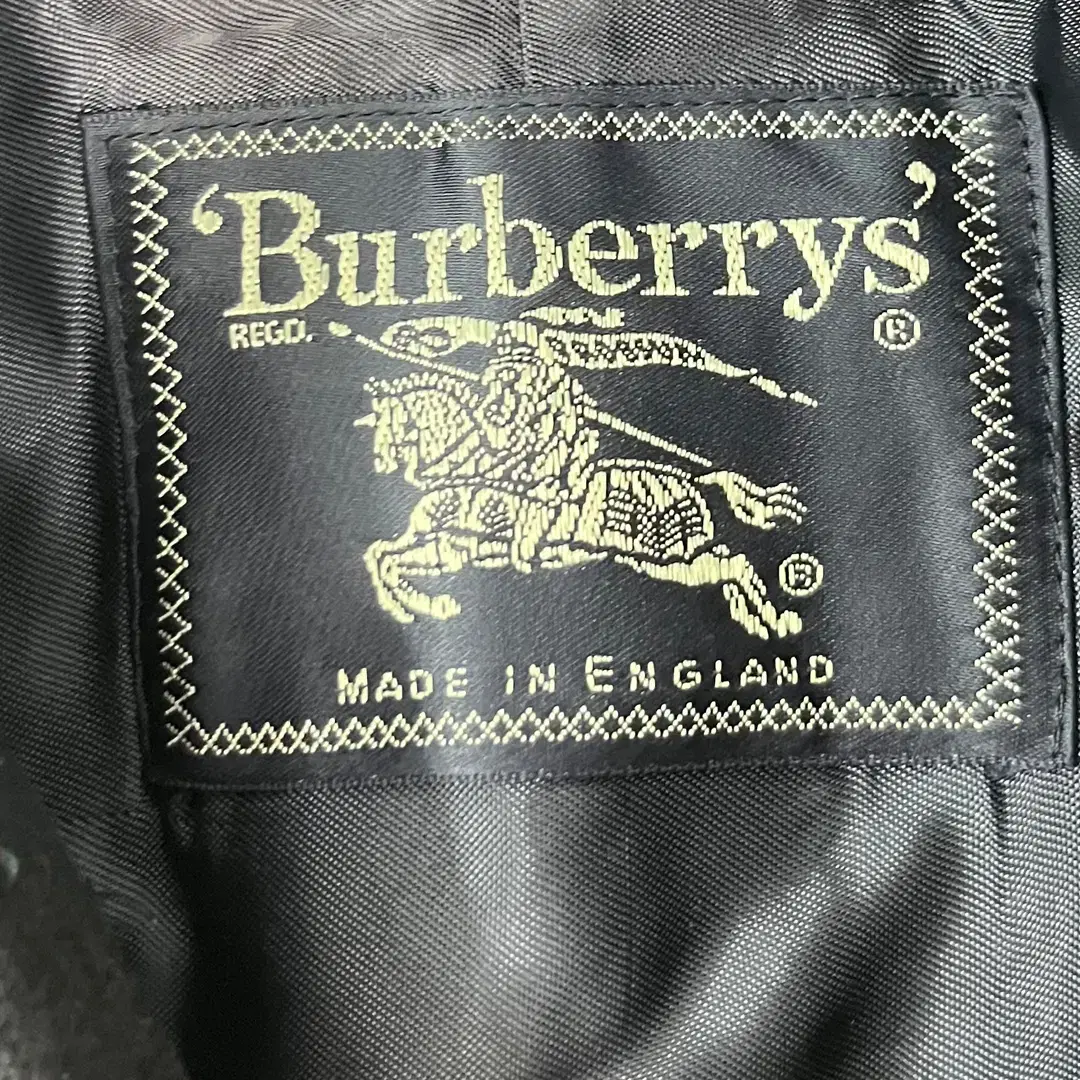 ‘Burberrys’
REGD. ®
®
MADE IN ENGLAND